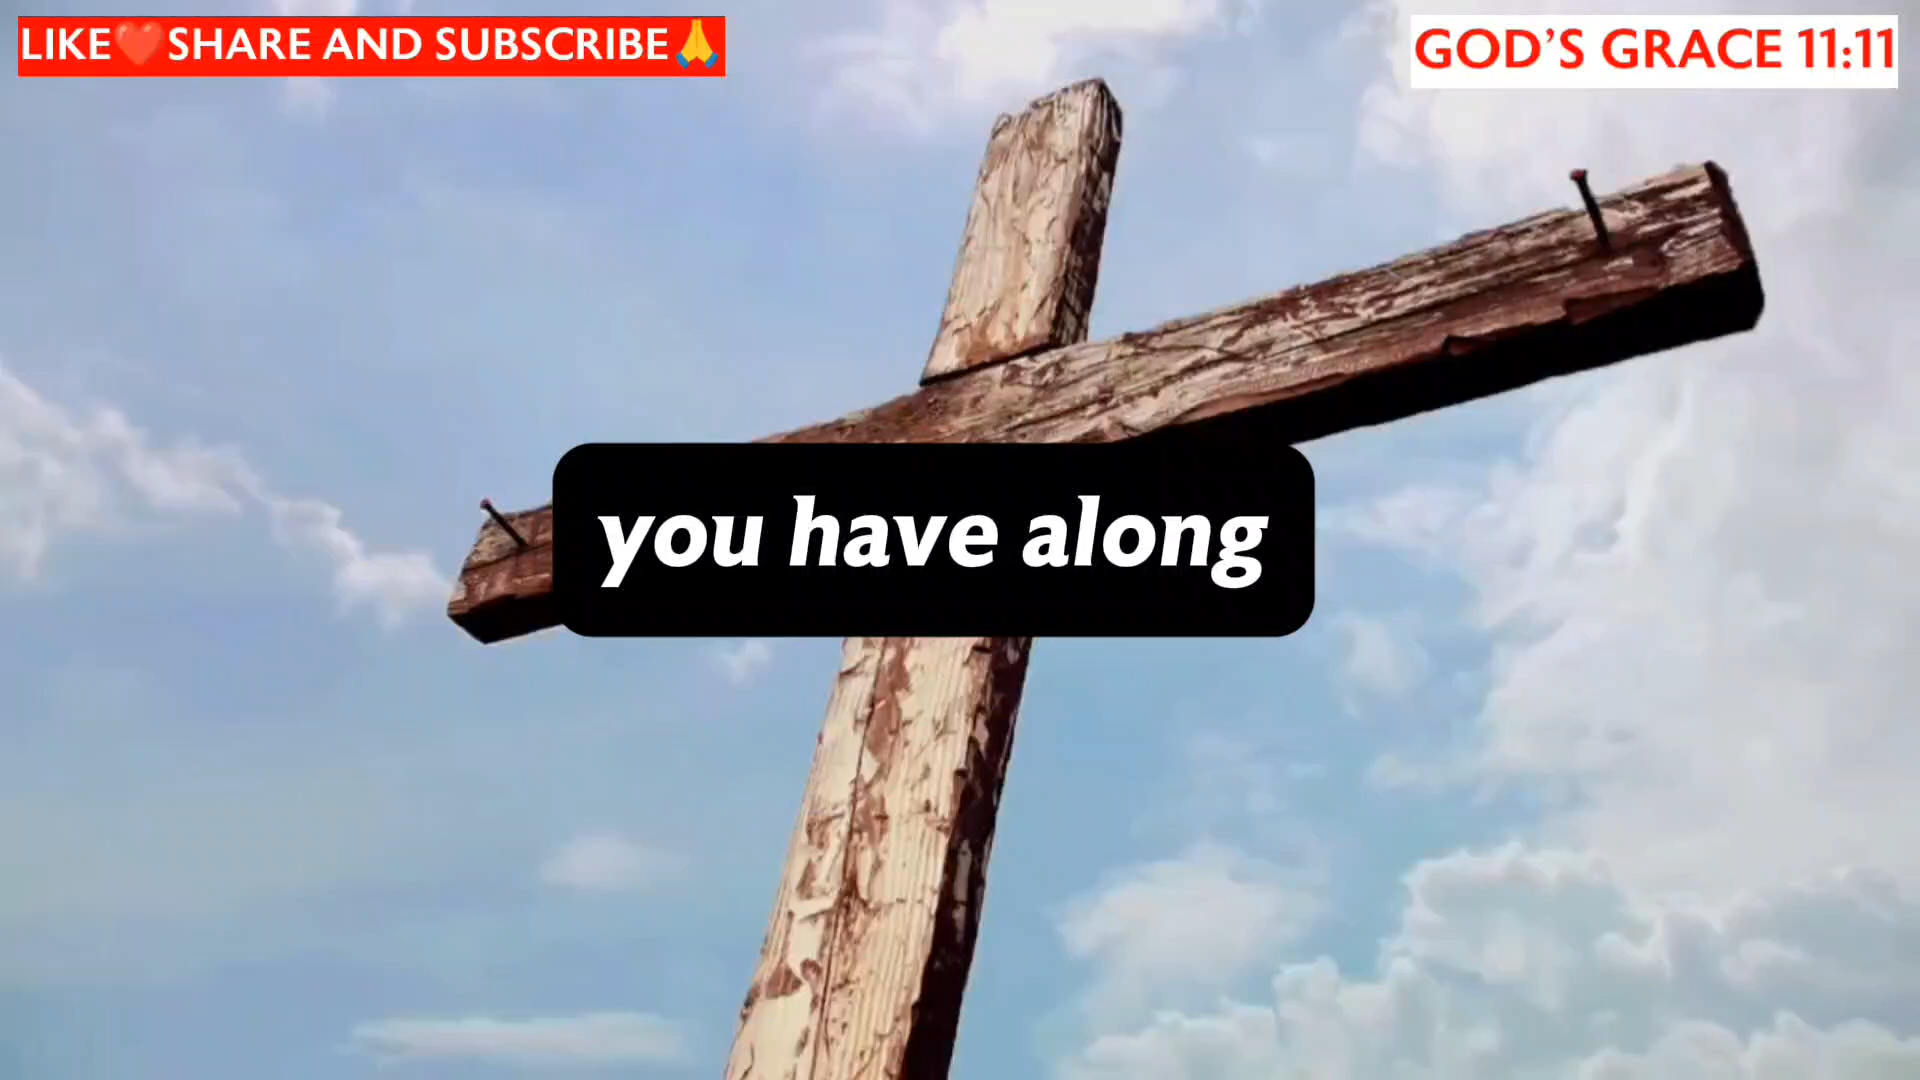 LIKE❤️SHARE AND SUBSCRIBE🙏
GOD’S GRACE 11:11
you have along